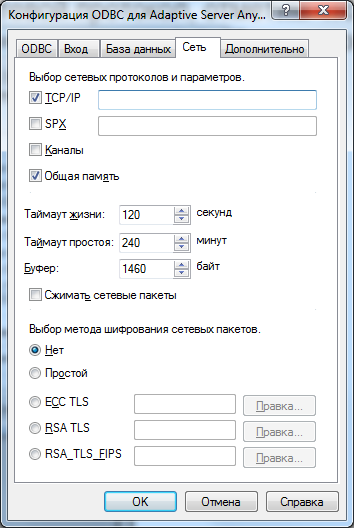 Конфигурация ODBC для Adaptive Server Any...
ODBC Вход База данных Сеть Дополнительно
Выбор сетевых протоколов и параметров.
TCP/IP
SPX
Каналы
Общая память
Таймаут жизни: 120 секунд
Таймаут простоя: 240 минут
Буфер: 1460 байт
Сжимать сетевые пакеты
Выбор метода шифрования сетевых пакетов.
Нет
Простой
ECC TLS Правка...
RSA TLS Правка...
RSA_TLS_FIPS Правка...
OK Отмена Справка